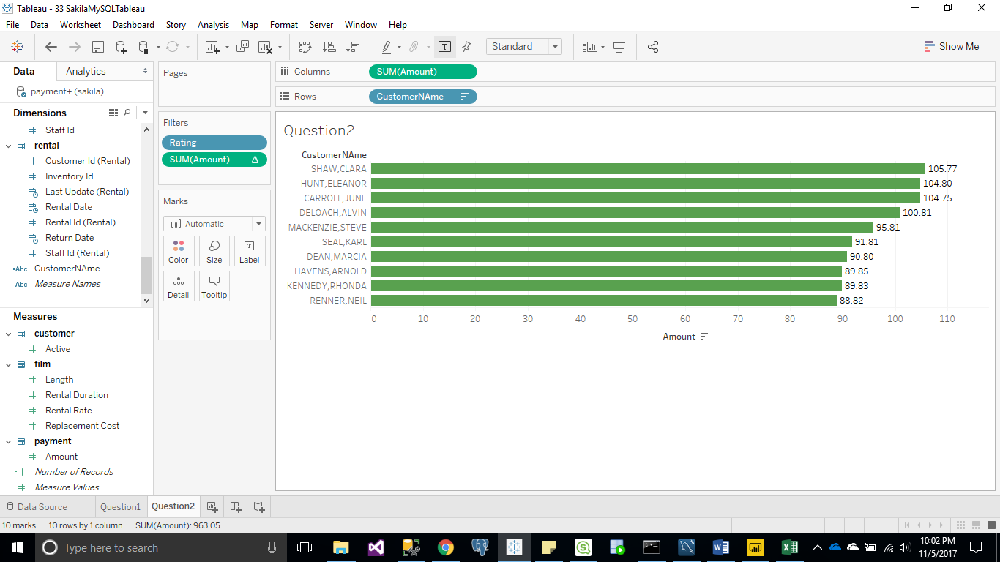 Tableau - 33 SakilaMySQLTableau
File Data Worksheet Dashboard Story Analysis Map Format Server Window Help
Standard
Show Me
Data Analytics
payment+ (sakila)
Dimensions
Staff Id
rental
Customer Id (Rental)
Inventory Id
Last Update (Rental)
Rental Date
Rental Id (Rental)
Return Date
Staff Id (Rental)
=Abc CustomerNAme
Abc Measure Names
Measures
customer
Active
film
Length
Rental Duration
Rental Rate
Replacement Cost
payment
Amount
Number of Records
Measure Values
Pages
Filters
Rating
SUM(Amount)
Marks
Automatic
Color Size Label
Detail Tooltip
Columns SUM(Amount)
Rows CustomerNAme
Question2
CustomerNAme
SHAW,CLARA 105.77
HUNT,ELEANOR 104.80
CARROLL,JUNE 104.75
DELOACH,ALVIN 100.81
MACKENZIE,STEVE 95.81
SEAL,KARL 91.81
DEAN,MARCIA 90.80
HAVENS,ARNOLD 89.85
KENNEDY,RHONDA 89.83
RENNER,NEIL 88.82
0 10 20 30 40 50 60 70 80 90 100 110
Amount
Data Source Question1 Question2
10 marks 10 rows by 1 column SUM(Amount): 963.05
Type here to search
10:02 PM
11/5/2017